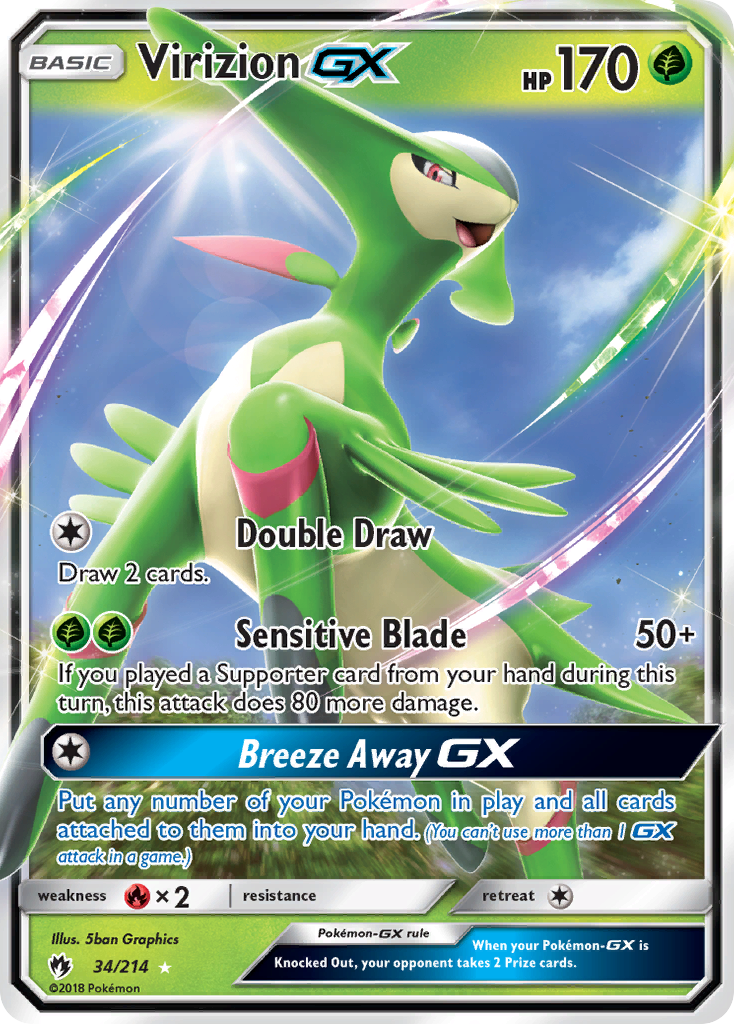 BASIC Virizion GX HP 170
Double Draw
Draw 2 cards.
Sensitive Blade 50+
If you played a Supporter card from your hand during this
turn, this attack does 80 more damage.
Breeze Away GX
Put any number of your Pokémon in play and all cards
attached to them into your hand. (You can't use more than 1 GX
attack in a game.)
weakness ×2 resistance retreat
Illus. 5ban Graphics
34/214
©2018 Pokémon
Pokémon-GX rule
When your Pokémon-GX is
Knocked Out, your opponent takes 2 Prize cards.